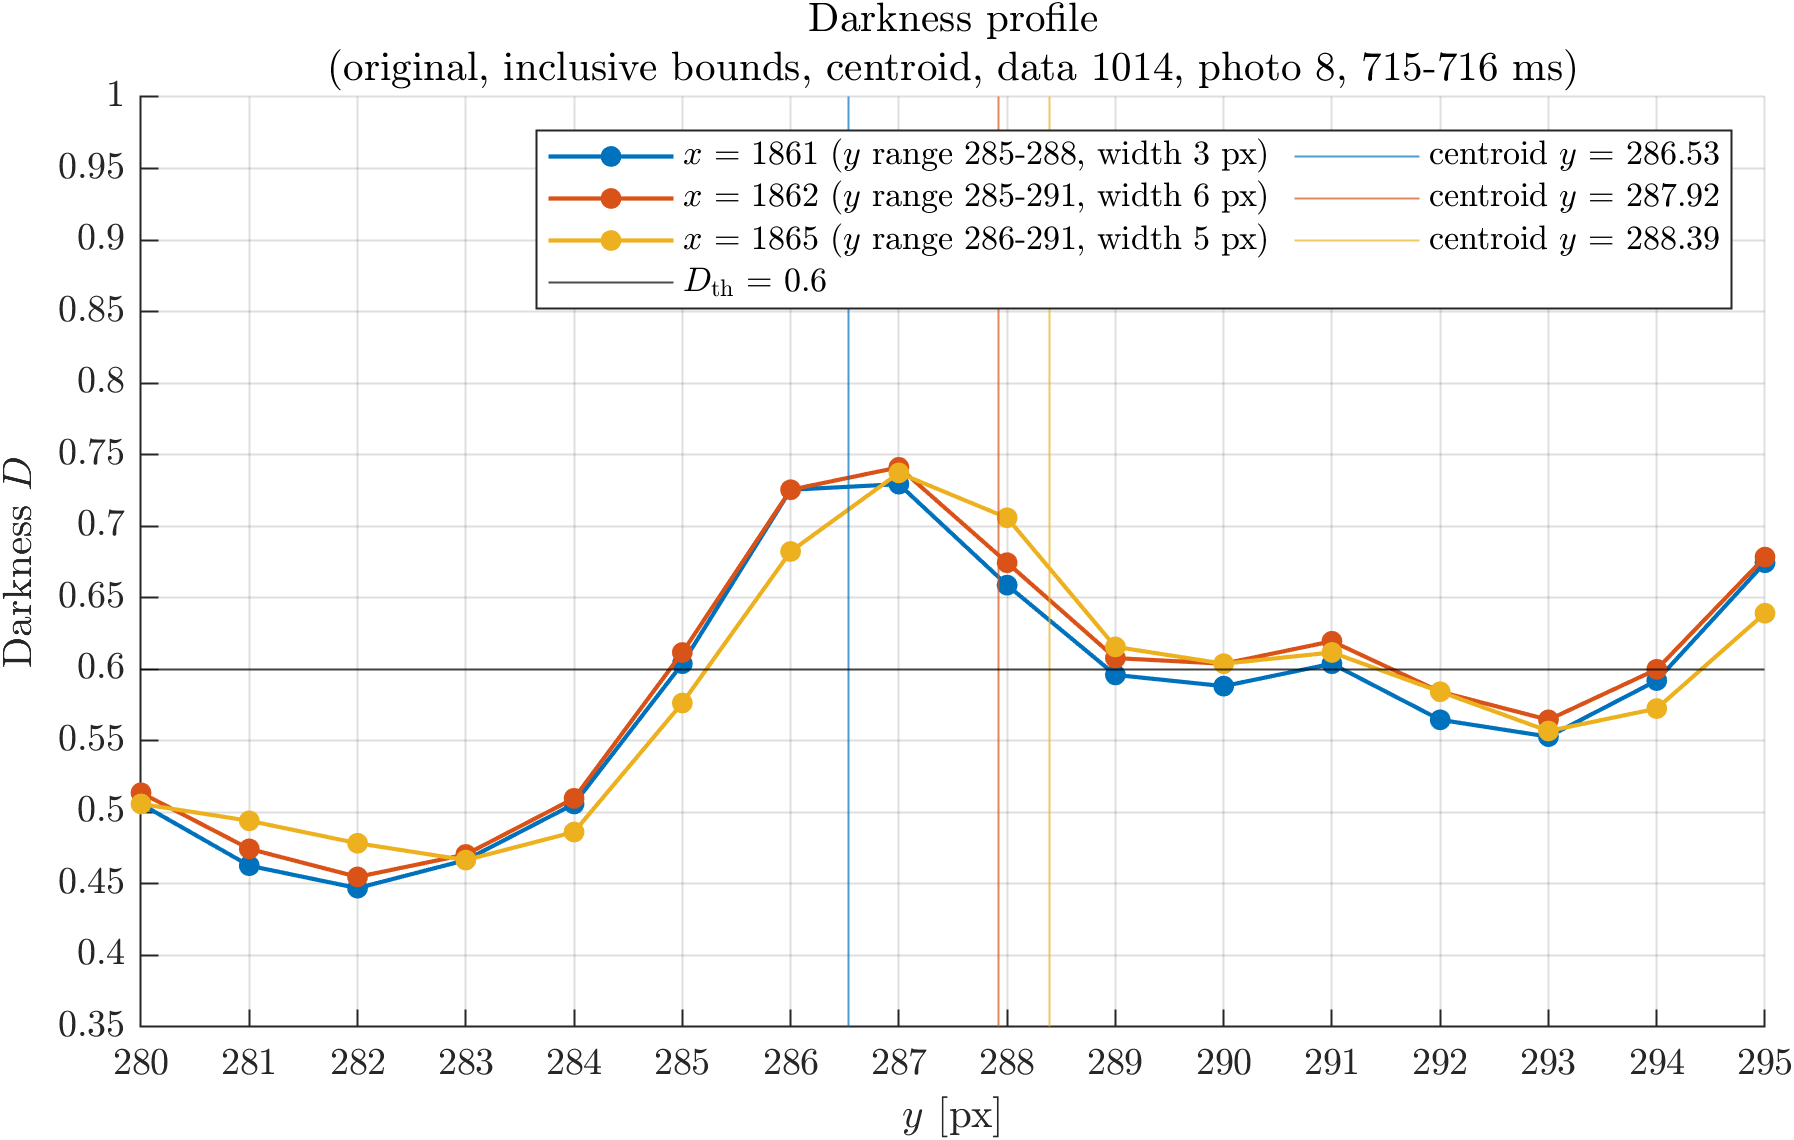 Darkness profile
(original, inclusive bounds, centroid, data 1014, photo 8, 715-716 ms)
1
0.95
0.9
0.85
0.8
0.75
0.7
0.65
0.6
0.55
0.5
0.45
0.4
0.35
Darkness D
x = 1861 (y range 285-288, width 3 px)
x = 1862 (y range 285-291, width 6 px)
x = 1865 (y range 286-291, width 5 px)
Dth = 0.6
centroid y = 286.53
centroid y = 287.92
centroid y = 288.39
280 281 282 283 284 285 286 287 288 289 290 291 292 293 294 295
y [px]